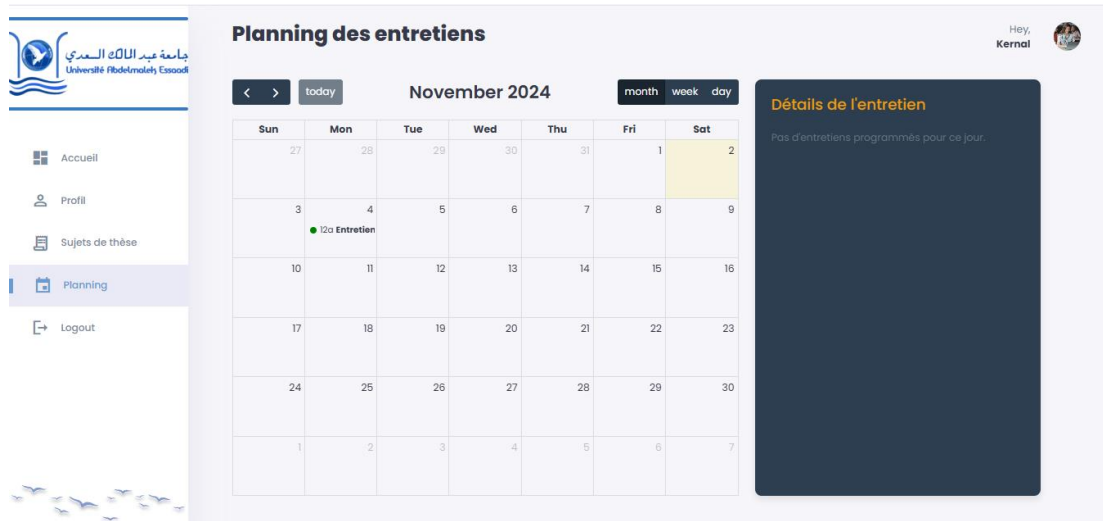 جامعة عبد المالك السعدي
Université Abdelmalek Essaadi
Accueil
Profil
Sujets de thèse
Planning
Logout
Planning des entretiens
Hey,
Kernal
today
November 2024
month week day
Sun Mon Tue Wed Thu Fri Sat
27 28 29 30 31 1 2
3 4 5 6 7 8 9
12a Entretien
10 11 12 13 14 15 16
17 18 19 20 21 22 23
24 25 26 27 28 29 30
1 2 3 4 5 6 7
Détails de l'entretien
Pas d'entretiens programmés pour ce jour.